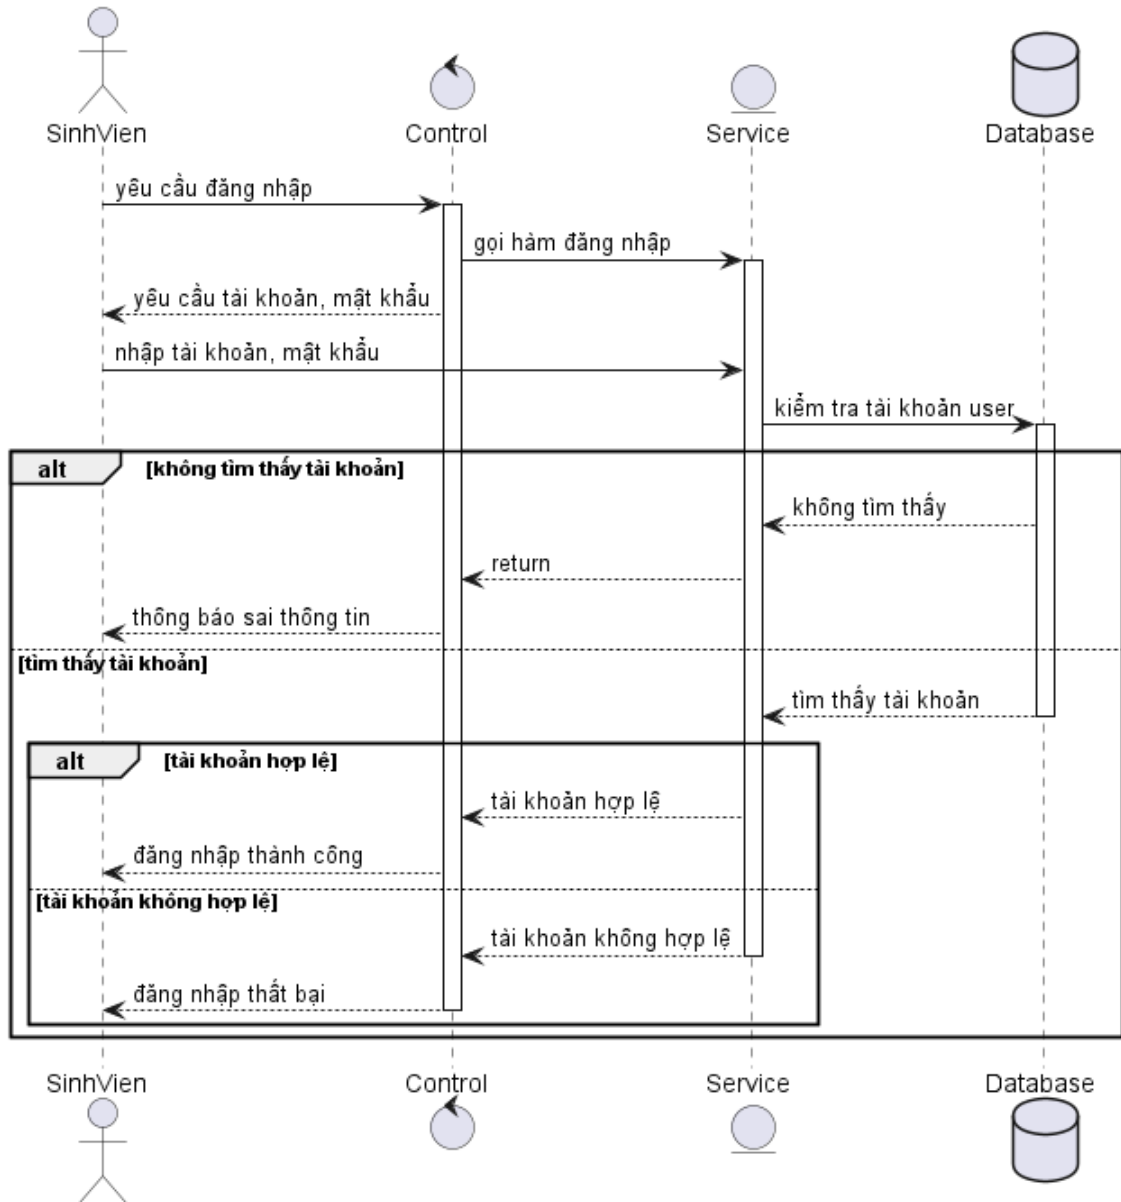 SinhVien
Control
Service
Database
yêu cầu đăng nhập
gọi hàm đăng nhập
yêu cầu tài khoản, mật khẩu
nhập tài khoản, mật khẩu
kiểm tra tài khoản user
alt [không tìm thấy tài khoản]
không tìm thấy
return
thông báo sai thông tin
[tìm thấy tài khoản]
tìm thấy tài khoản
alt [tài khoản hợp lệ]
tài khoản hợp lệ
đăng nhập thành công
[tài khoản không hợp lệ]
tài khoản không hợp lệ
đăng nhập thất bại
SinhVien
Control
Service
Database